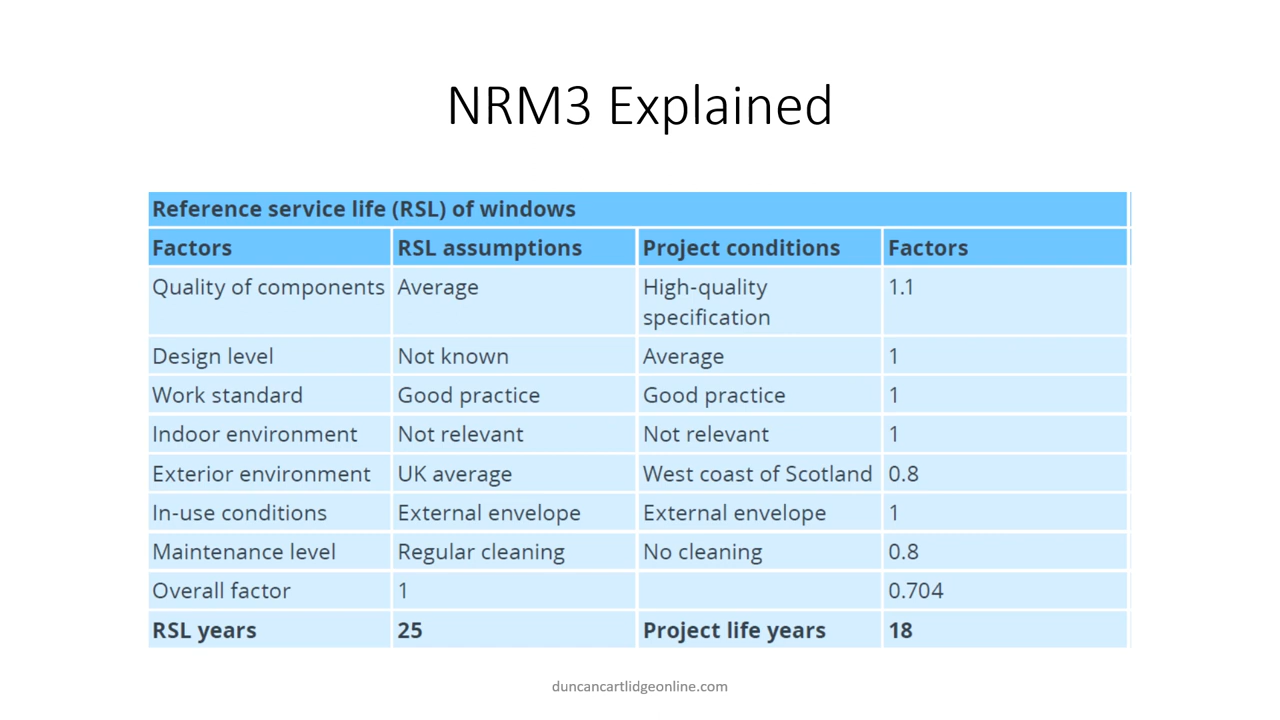 NRM3 Explained
Reference service life (RSL) of windows
Factors RSL assumptions Project conditions Factors
Quality of components Average High-quality specification 1.1
Design level Not known Average 1
Work standard Good practice Good practice 1
Indoor environment Not relevant Not relevant 1
Exterior environment UK average West coast of Scotland 0.8
In-use conditions External envelope External envelope 1
Maintenance level Regular cleaning No cleaning 0.8
Overall factor 1 0.704
RSL years 25 Project life years 18
duncancartlidgeonline.com